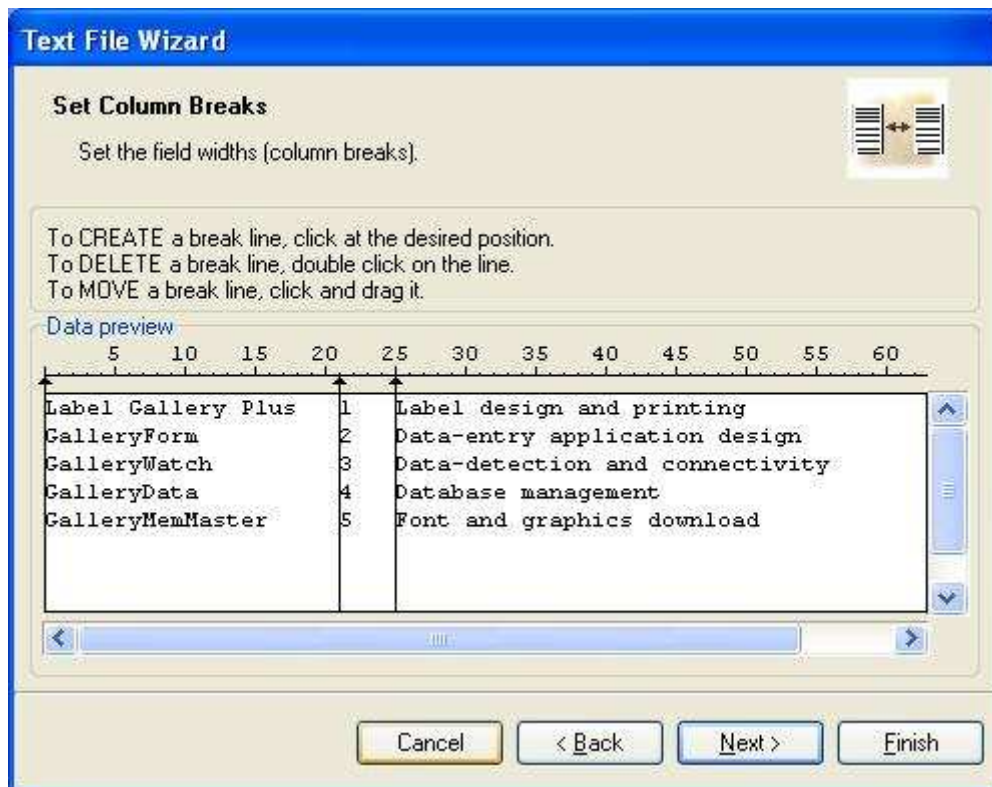 Text File Wizard
Set Column Breaks
Set the field widths (column breaks).
To CREATE a break line, click at the desired position.
To DELETE a break line, double click on the line.
To MOVE a break line, click and drag it.
Data preview
5 10 15 20 25 30 35 40 45 50 55 60
Label Gallery Plus 1 Label design and printing
GalleryForm 2 Data-entry application design
GalleryWatch 3 Data-detection and connectivity
GalleryData 4 Database management
GalleryMemMaster 5 Font and graphics download
Cancel < Back Next > Finish